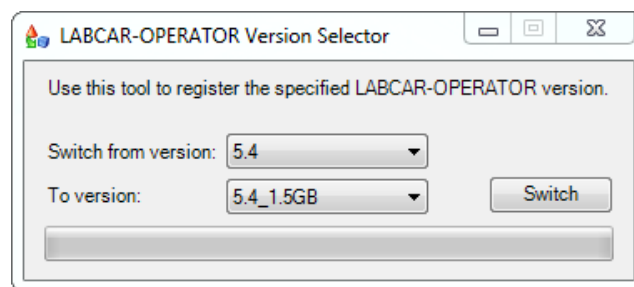 LABCAR-OPERATOR Version Selector
Use this tool to register the specified LABCAR-OPERATOR version.
Switch from version: 5.4
To version: 5.4_1.5GB Switch